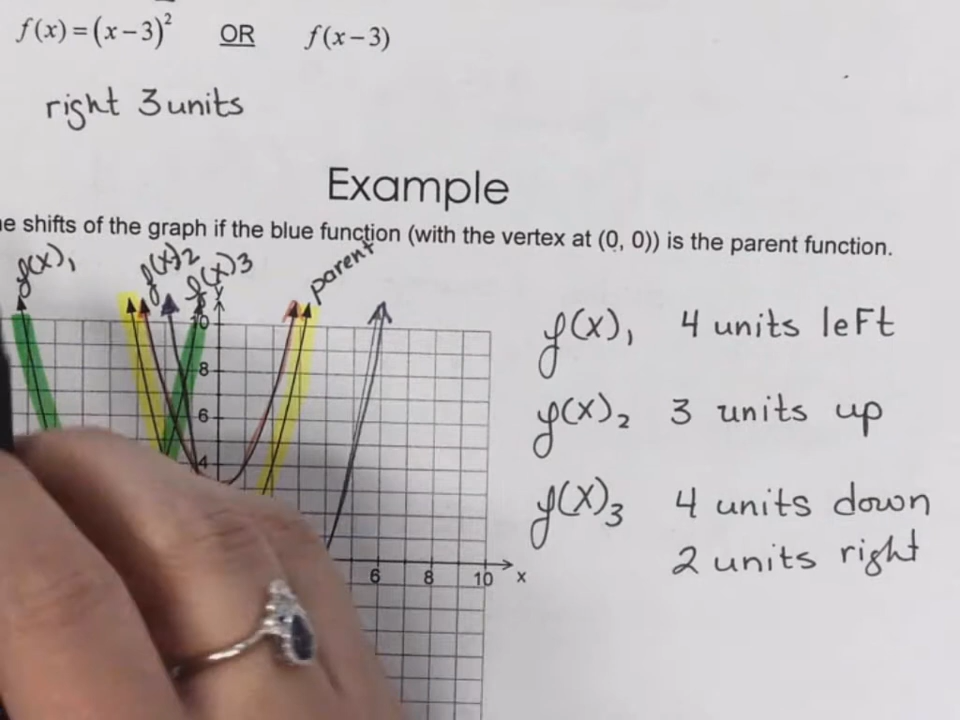 f(x) = (x-3)² OR f(x-3)
right 3 units
Example
e shifts of the graph if the blue function (with the vertex at (0, 0)) is the parent function.
f(x)₁ f(x)2 f(x)3 y parent
10
8
6
4
6 8 10 x
f(x)₁ 4 units left
f(x)₂ 3 units up
f(x)₃ 4 units down
2 units right